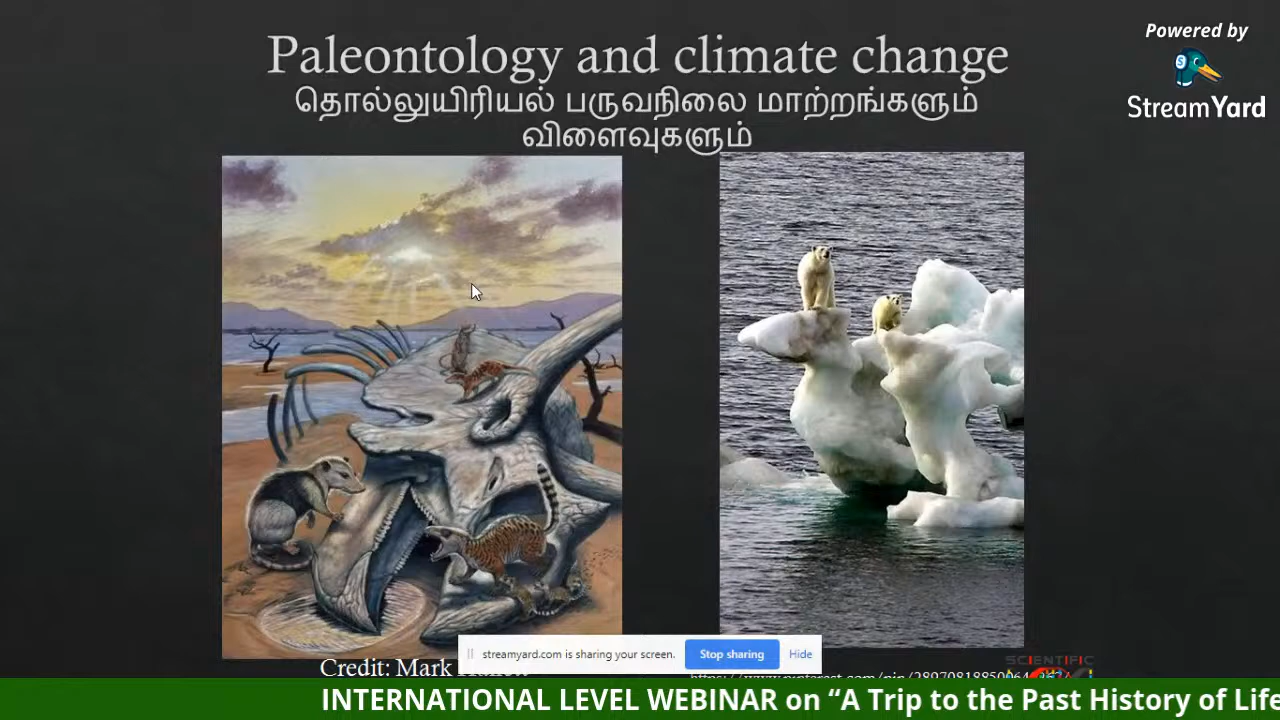 Paleontology and climate change
தொல்லுயிரியல் பருவநிலை மாற்றங்களும்
விளைவுகளும்
Powered by
StreamYard
streamyard.com is sharing your screen. Stop sharing Hide
Credit: Mark
SCIENTIFIC
INTERNATIONAL LEVEL WEBINAR on “A Trip to the Past History of Life